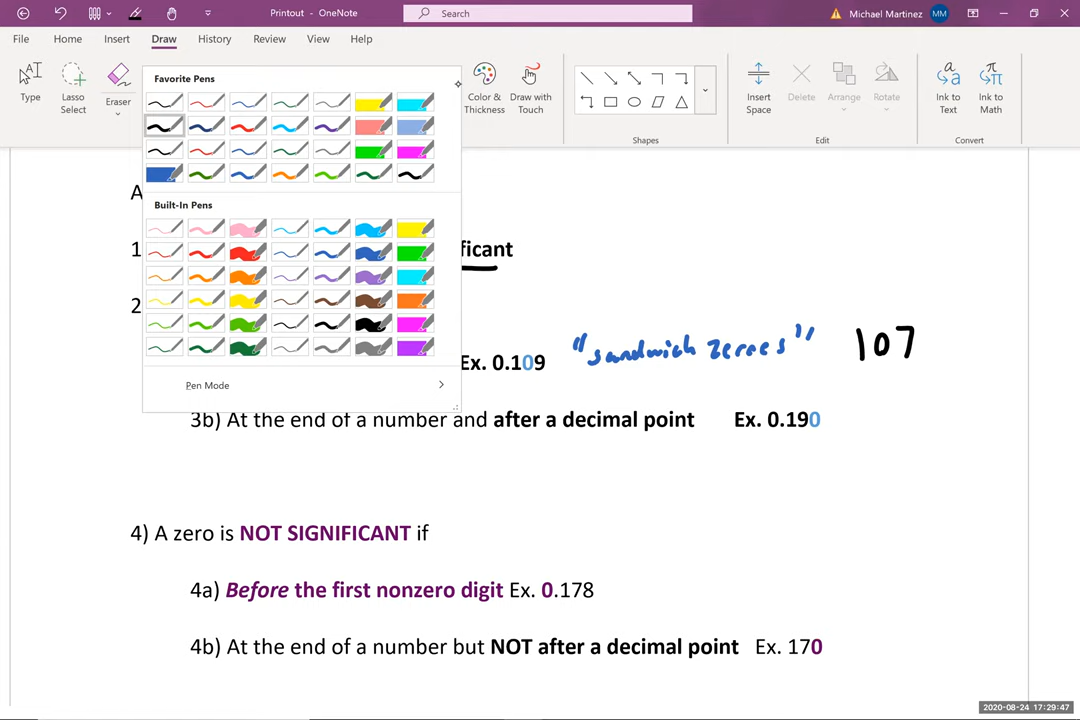 Printout - OneNote
Search
Michael Martinez MM
File Home Insert Draw History Review View Help
Type
Lasso Select
Eraser
Favorite Pens
Built-In Pens
Pen Mode
Color & Thickness
Draw with Touch
Shapes
Insert Space
Delete
Arrange
Rotate
Edit
Ink to Text
Ink to Math
Convert
A
1 ficant
2
Ex. 0.109 "sandwich zeroes" 107
3b) At the end of a number and after a decimal point Ex. 0.190
4) A zero is NOT SIGNIFICANT if
4a) Before the first nonzero digit Ex. 0.178
4b) At the end of a number but NOT after a decimal point Ex. 170
2020-08-24 17:29:47